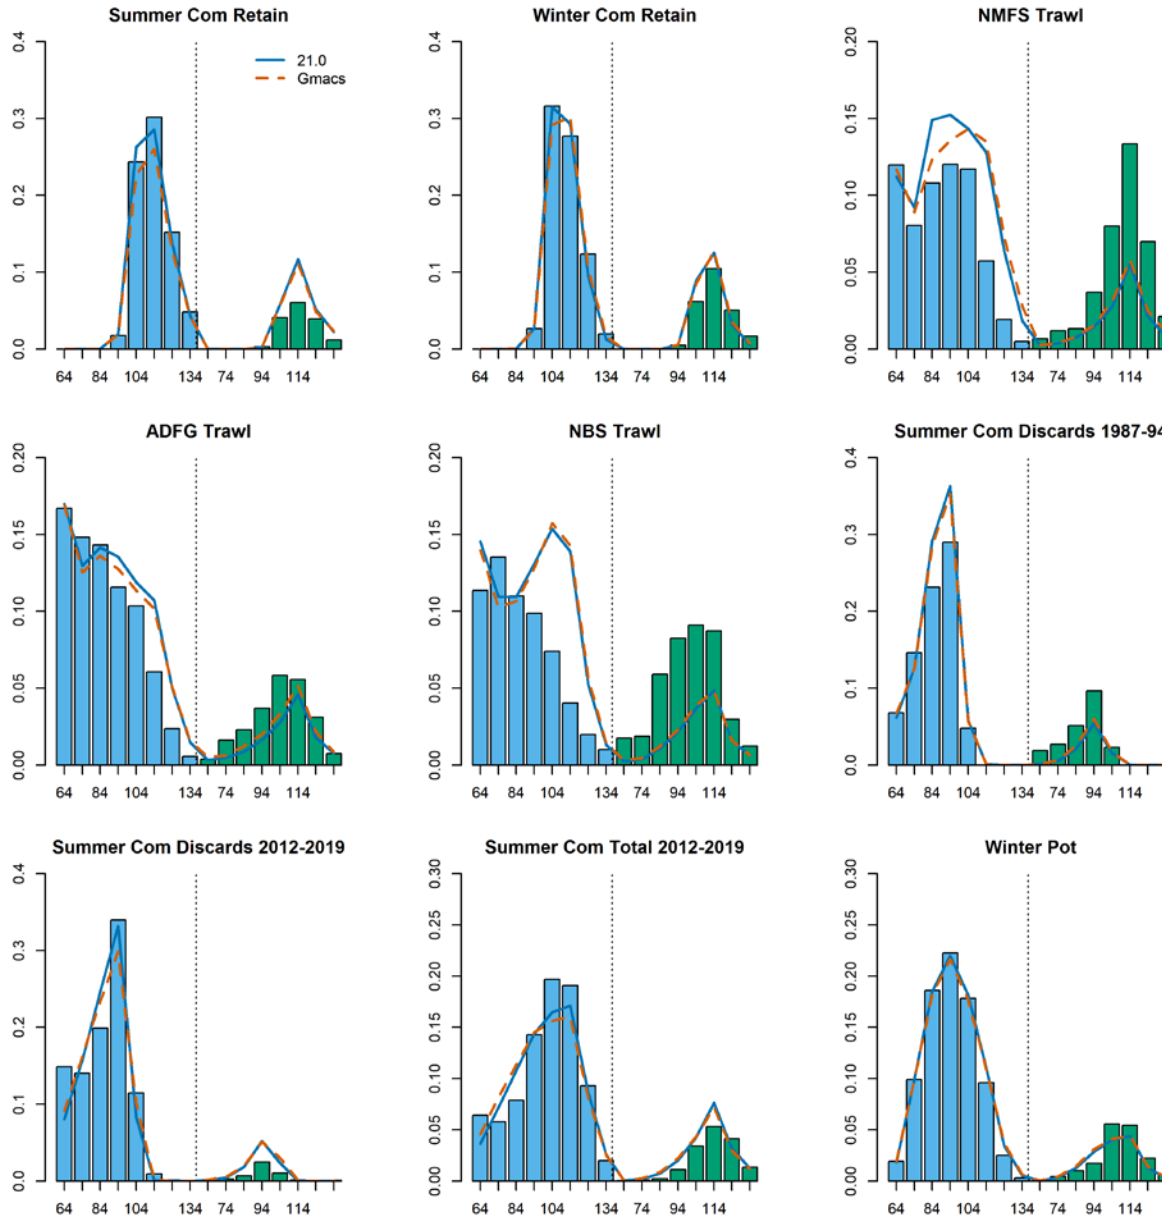 Summer Com Retain
0.4
0.3
0.2
0.1
0.0
21.0
Gmacs
64 84 104 134 74 94 114
Winter Com Retain
0.4
0.3
0.2
0.1
0.0
64 84 104 134 74 94 114
NMFS Trawl
0.20
0.15
0.10
0.05
0.00
64 84 104 134 74 94 114
ADFG Trawl
0.20
0.15
0.10
0.05
0.00
64 84 104 134 74 94 114
NBS Trawl
0.20
0.15
0.10
0.05
0.00
64 84 104 134 74 94 114
Summer Com Discards 1987-94
0.4
0.3
0.2
0.1
0.0
64 84 104 134 74 94 114
Summer Com Discards 2012-2019
0.4
0.3
0.2
0.1
0.0
64 84 104 134 74 94 114
Summer Com Total 2012-2019
0.30
0.25
0.20
0.15
0.10
0.05
0.00
64 84 104 134 74 94 114
Winter Pot
0.30
0.25
0.20
0.15
0.10
0.05
0.00
64 84 104 134 74 94 114